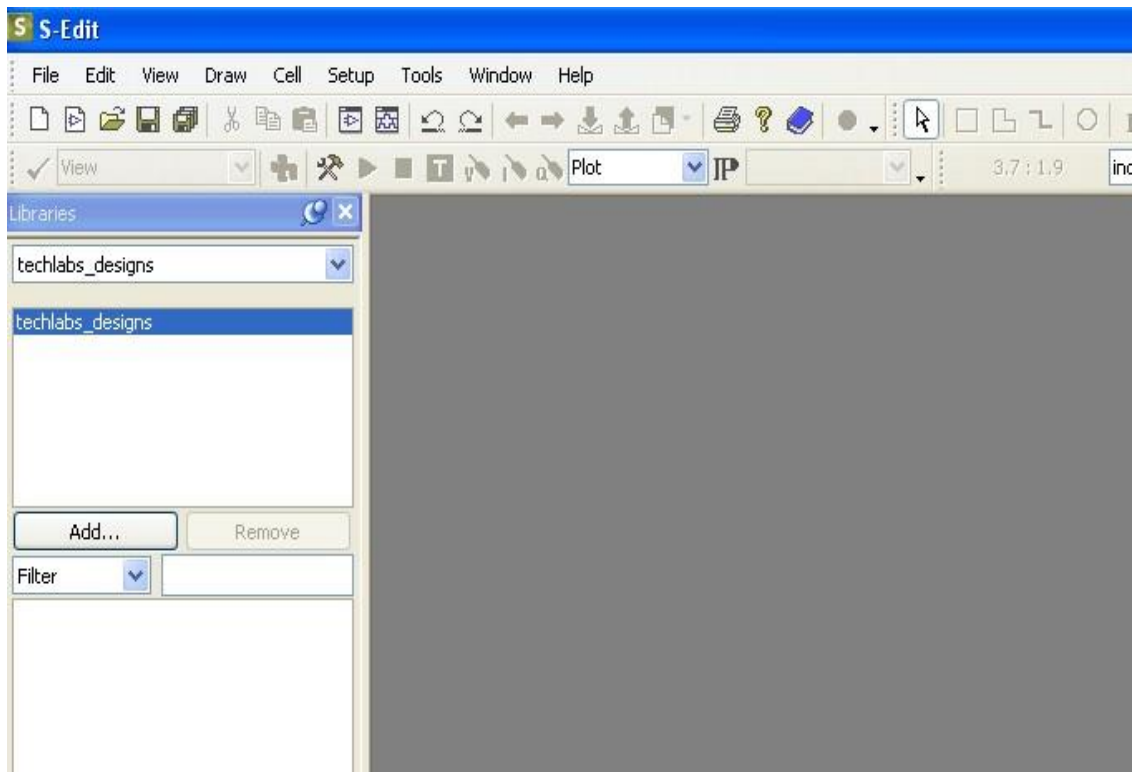 S-Edit
File Edit View Draw Cell Setup Tools Window Help
View Plot 3.7 : 1.9
Libraries
techlabs_designs
techlabs_designs
Add... Remove
Filter